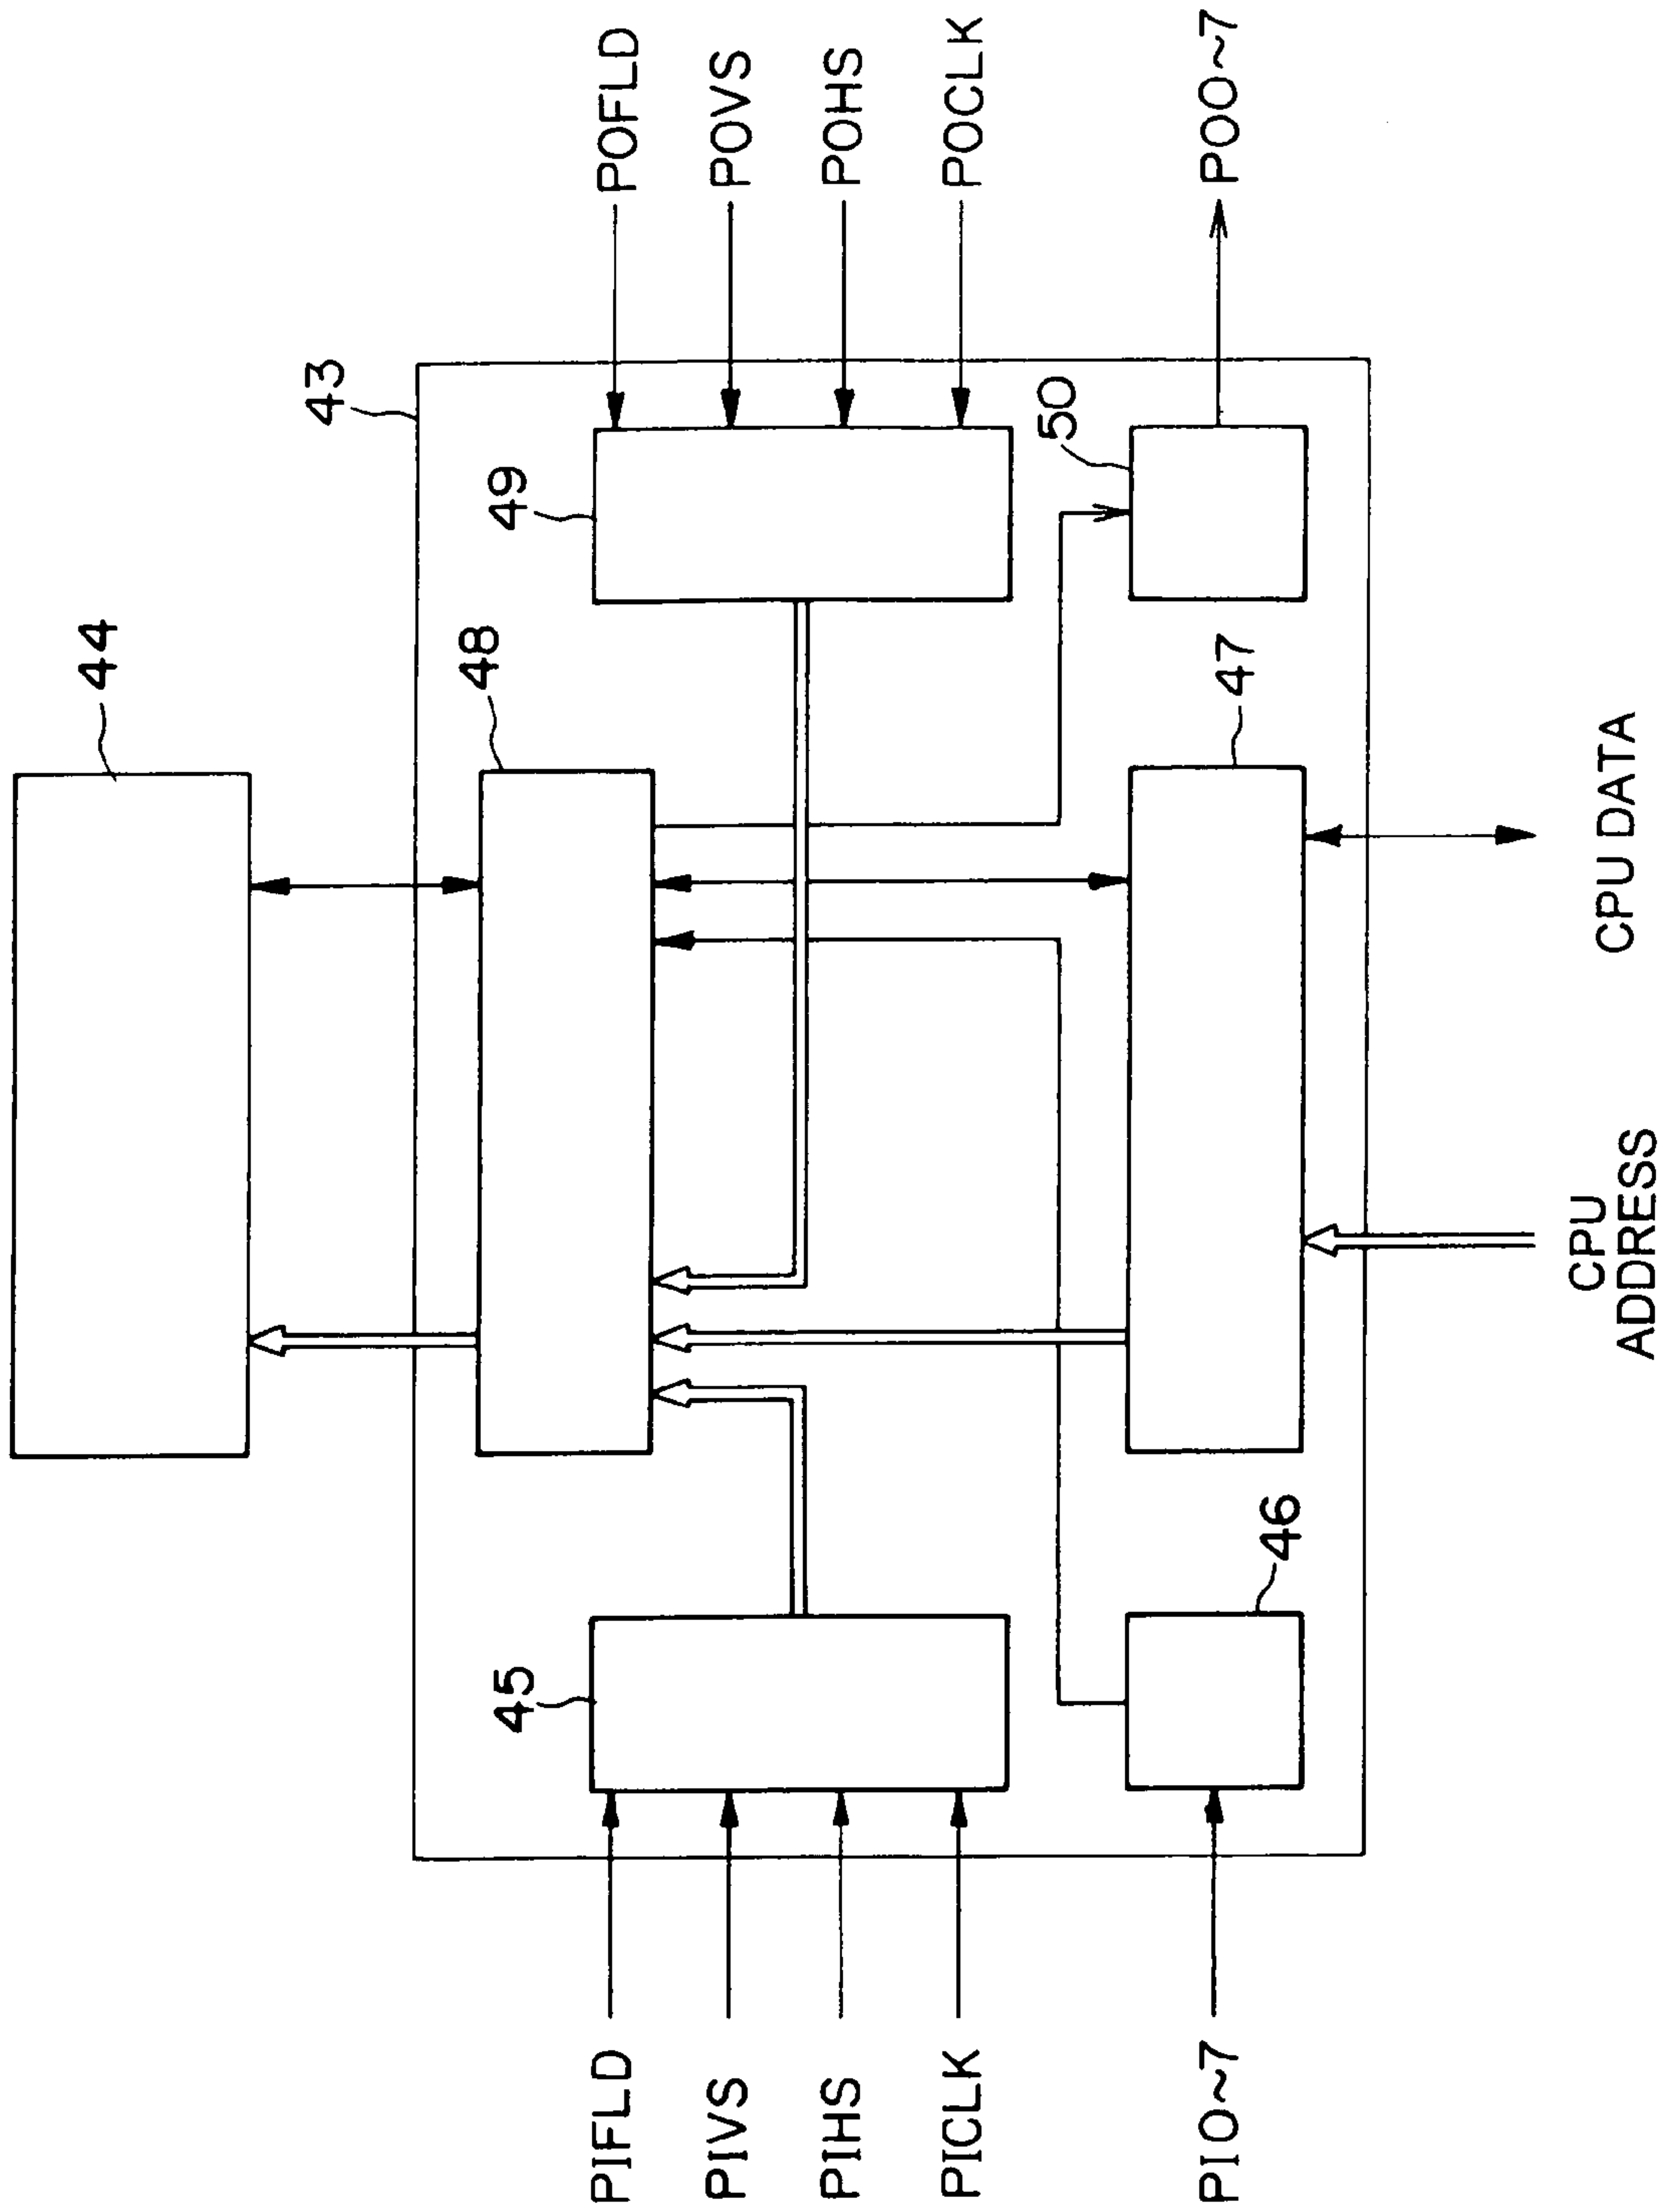 44
43
48
49
45
50
46
47
PIFLD
PIVS
PIHS
PICLK
PIO~7
POFLD
POVS
POHS
POCLK
POO~7
CPU
ADDRESS
CPU DATA